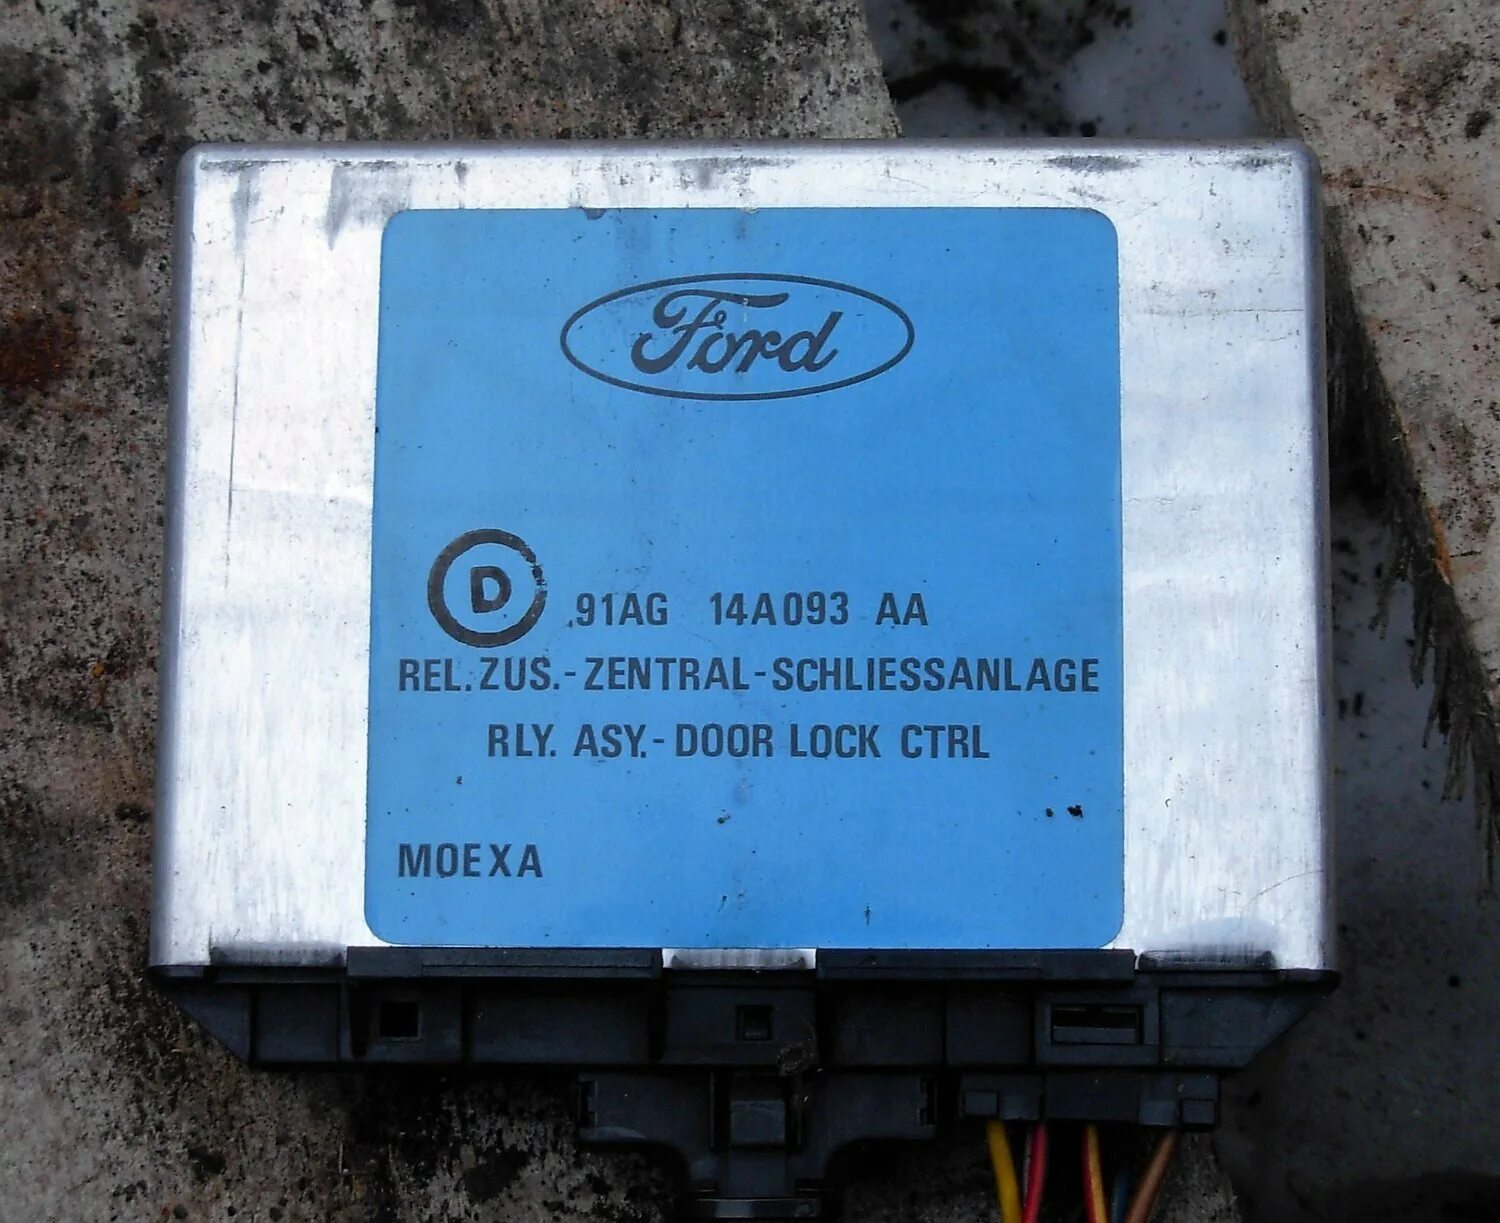 Ford
D
91AG 14A093 AA
REL. ZUS.-ZENTRAL-SCHLIESSANLAGE
RLY. ASY.-DOOR LOCK CTRL
MOEXA